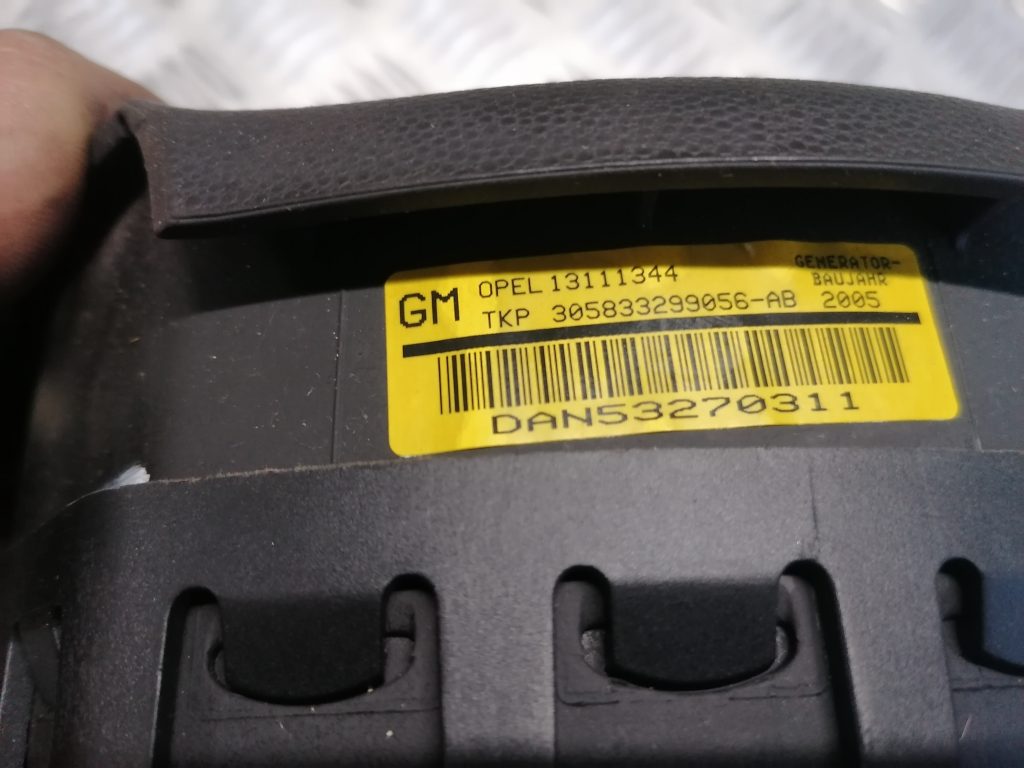 GM OPEL 13111344 GENERATOR-
BAUJAHR
TKP 305833299056-AB 2005
DAN53270311